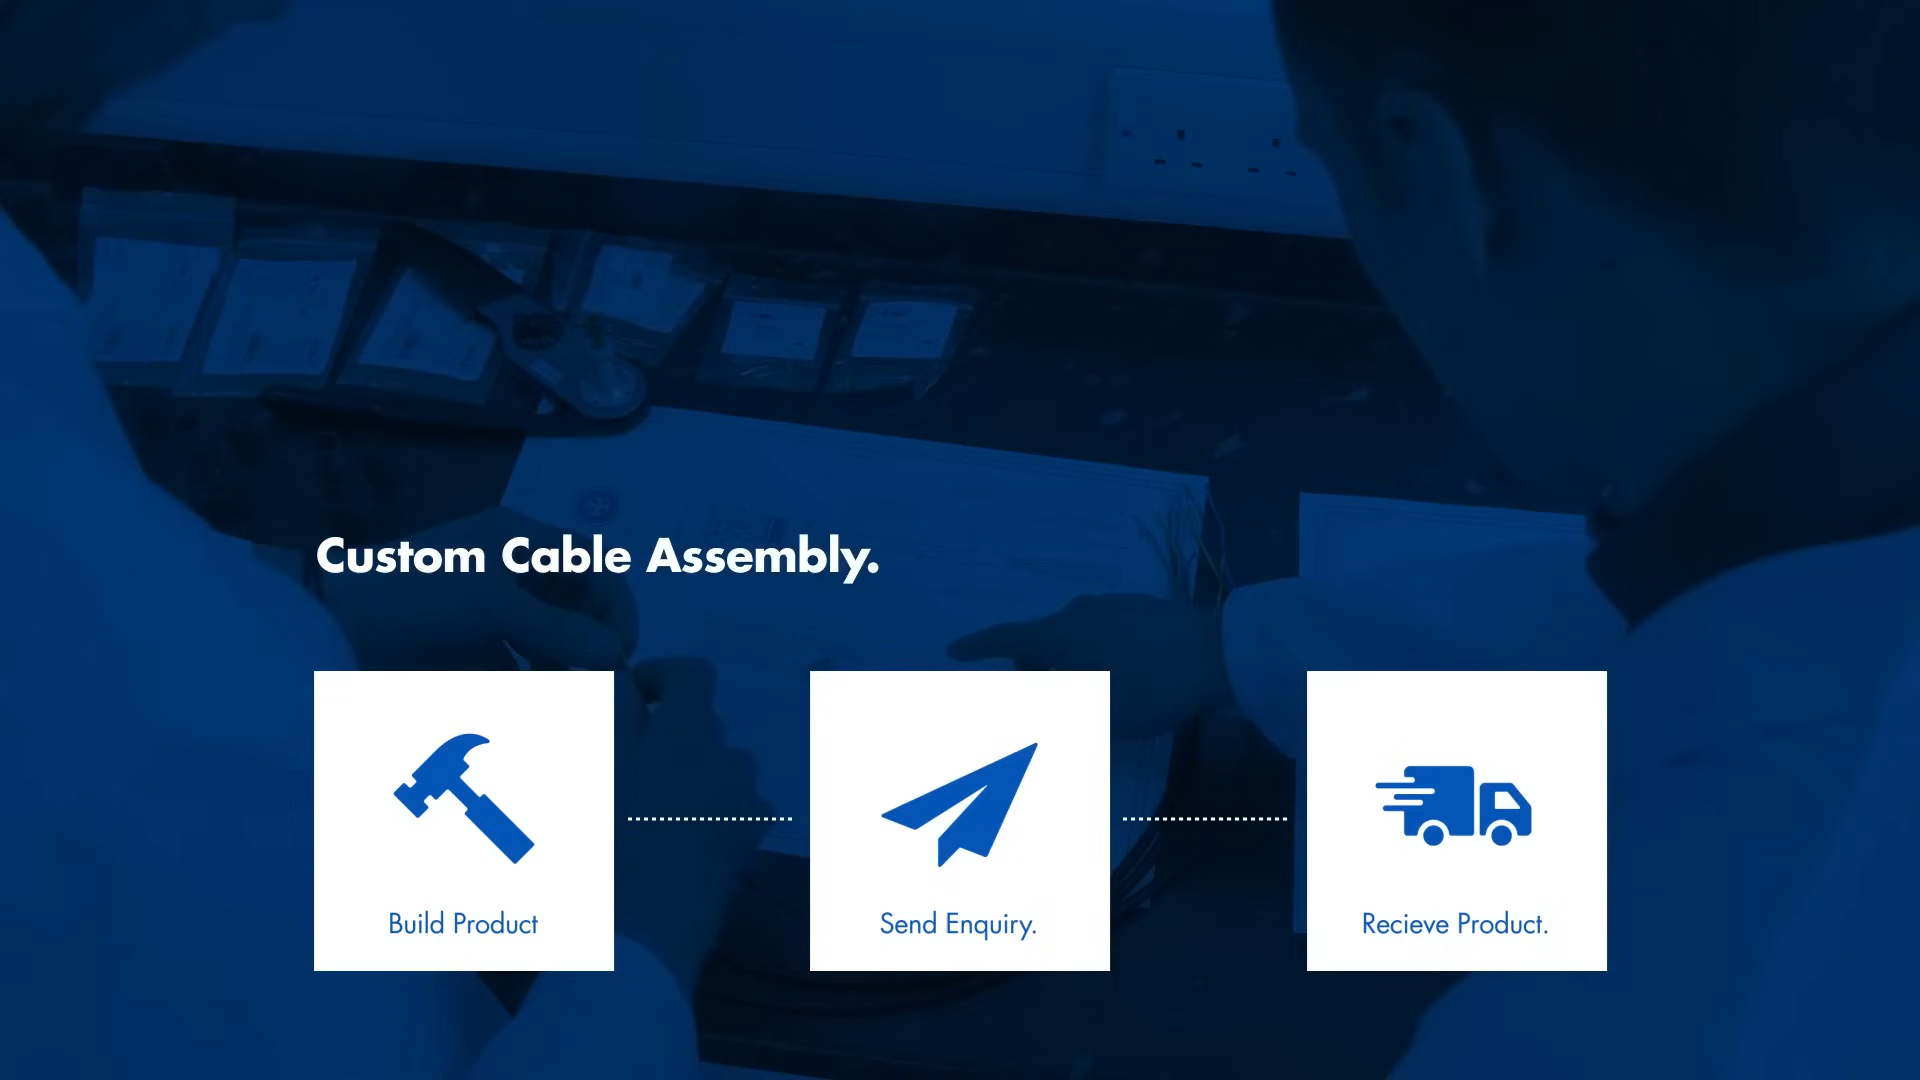 Custom Cable Assembly.
Build Product
Send Enquiry.
Recieve Product.